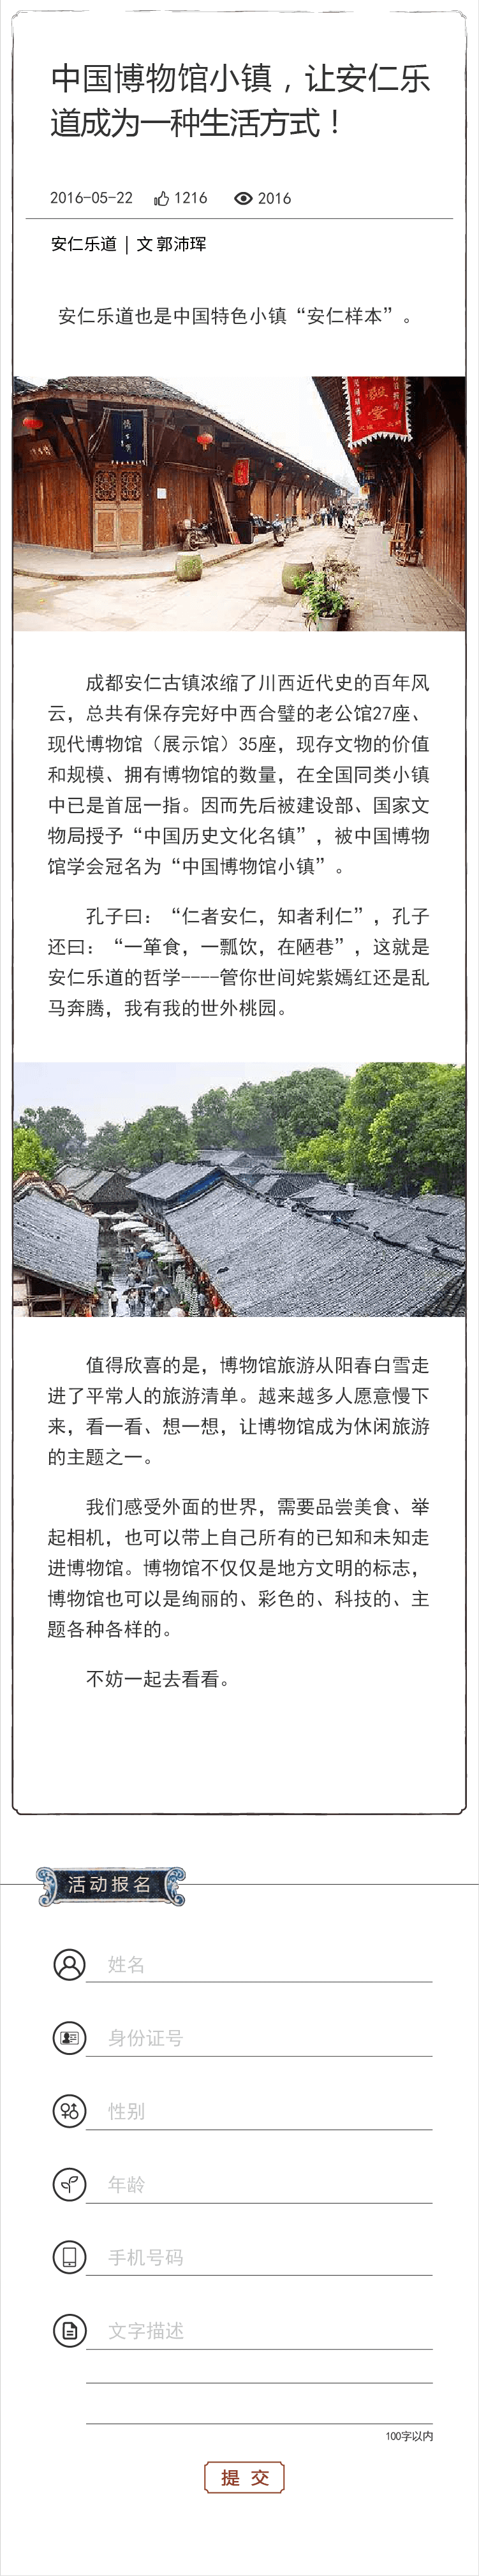 中国博物馆小镇，让安仁乐
道成为一种生活方式！
2016-05-22 1216 2016
安仁乐道 | 文 郭沛珲
安仁乐道也是中国特色小镇“安仁样本”。
成都安仁古镇浓缩了川西近代史的百年风
云，总共有保存完好中西合璧的老公馆27座、
现代博物馆（展示馆）35座，现存文物的价值
和规模、拥有博物馆的数量，在全国同类小镇
中已是首屈一指。因而先后被建设部、国家文
物局授予“中国历史文化名镇”，被中国博物
馆学会冠名为“中国博物馆小镇”。
孔子曰：“仁者安仁，知者利仁”，孔子
还曰：“一箪食，一瓢饮，在陋巷”，这就是
安仁乐道的哲学----管你世间姹紫嫣红还是乱
马奔腾，我有我的世外桃园。
值得欣喜的是，博物馆旅游从阳春白雪走
进了平常人的旅游清单。越来越多人愿意慢下
来，看一看、想一想，让博物馆成为休闲旅游
的主题之一。
我们感受外面的世界，需要品尝美食、举
起相机，也可以带上自己所有的已知和未知走
进博物馆。博物馆不仅仅是地方文明的标志，
博物馆也可以是绚丽的、彩色的、科技的、主
题各种各样的。
不妨一起去看看。
活动报名
姓名
身份证号
性别
年龄
手机号码
文字描述
100字以内
提 交